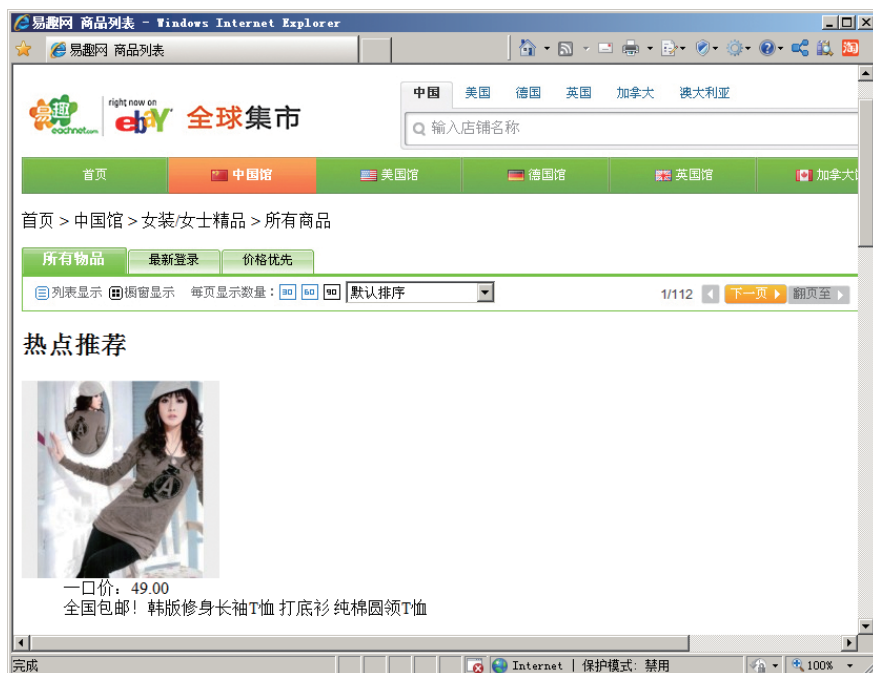 易趣网 商品列表 - Windows Internet Explorer
易趣网 商品列表
淘
中国 美国 德国 英国 加拿大 澳大利亚
易趣 eachnet.com right now on ebay 全球集市
输入店铺名称
首页 中国馆 美国馆 德国馆 英国馆 加拿大
首页 > 中国馆 > 女装/女士精品 > 所有商品
所有物品 最新登录 价格优先
列表显示 橱窗显示 每页显示数量: 30 60 90 默认排序 1/112 下一页 翻页至
热点推荐
A
一口价: 49.00
全国包邮! 韩版修身长袖T恤 打底衫 纯棉圆领T恤
完成 Internet | 保护模式: 禁用 100%